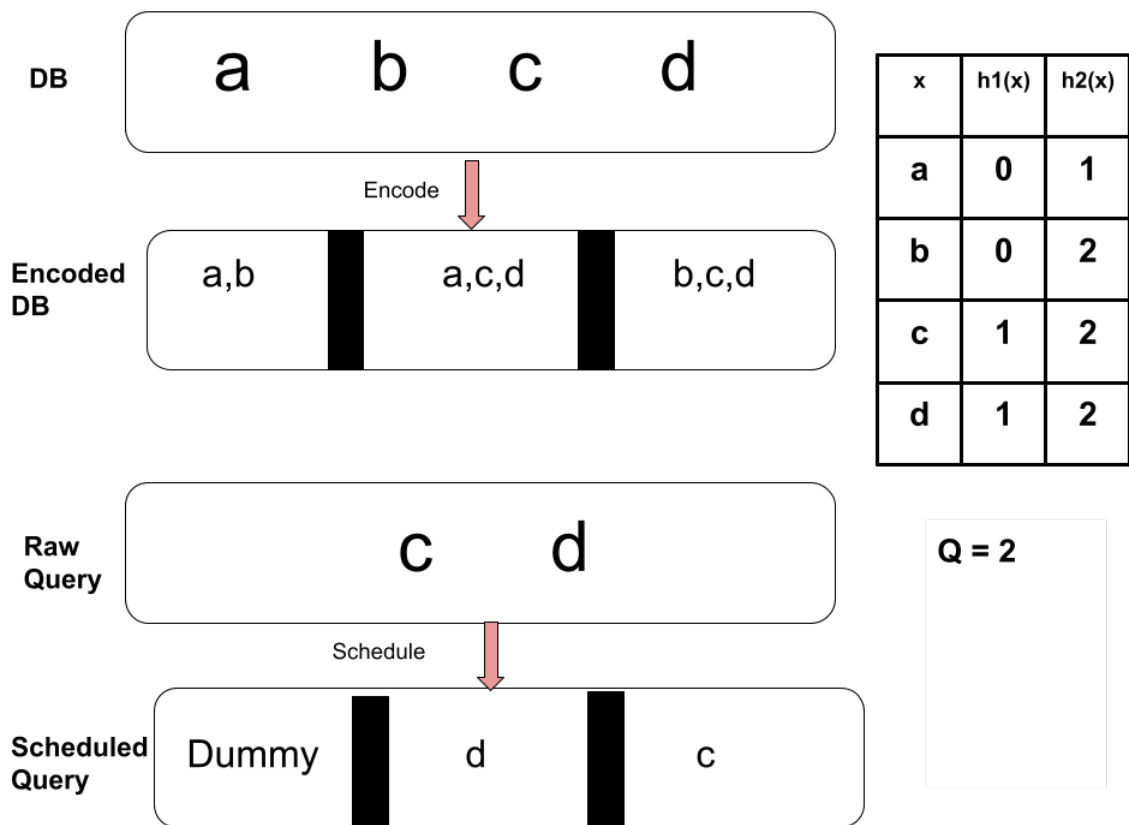 DB
a b c d
Encode
Encoded
DB
a,b a,c,d b,c,d
x h1(x) h2(x)
a 0 1
b 0 2
c 1 2
d 1 2
Raw
Query
c d
Q = 2
Schedule
Scheduled
Query
Dummy d c